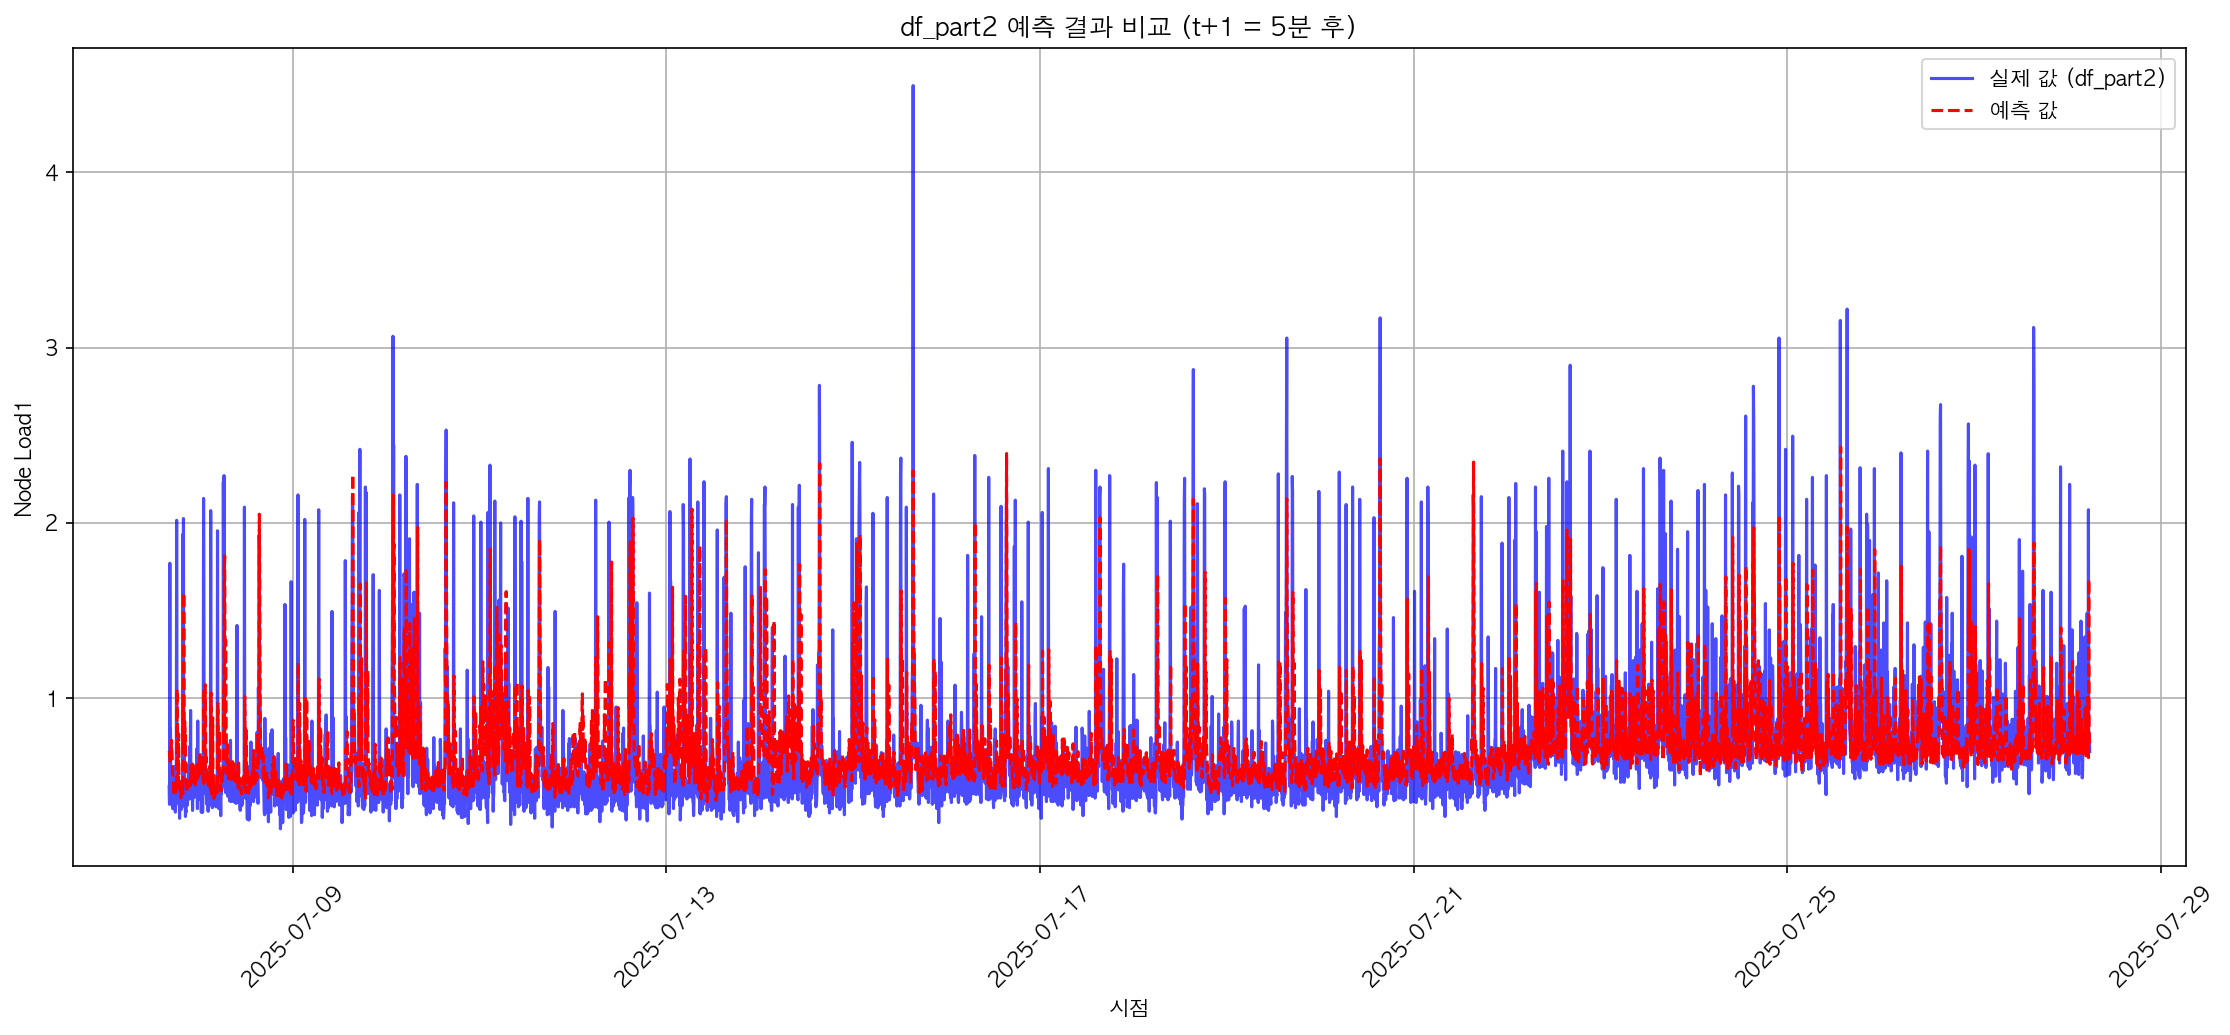 df_part2 예측 결과 비교 (t+1 = 5분 후)
실제 값 (df_part2)
예측 값
Node Load1
4
3
2
1
2025-07-09
2025-07-13
2025-07-17
2025-07-21
2025-07-25
2025-07-29
시점